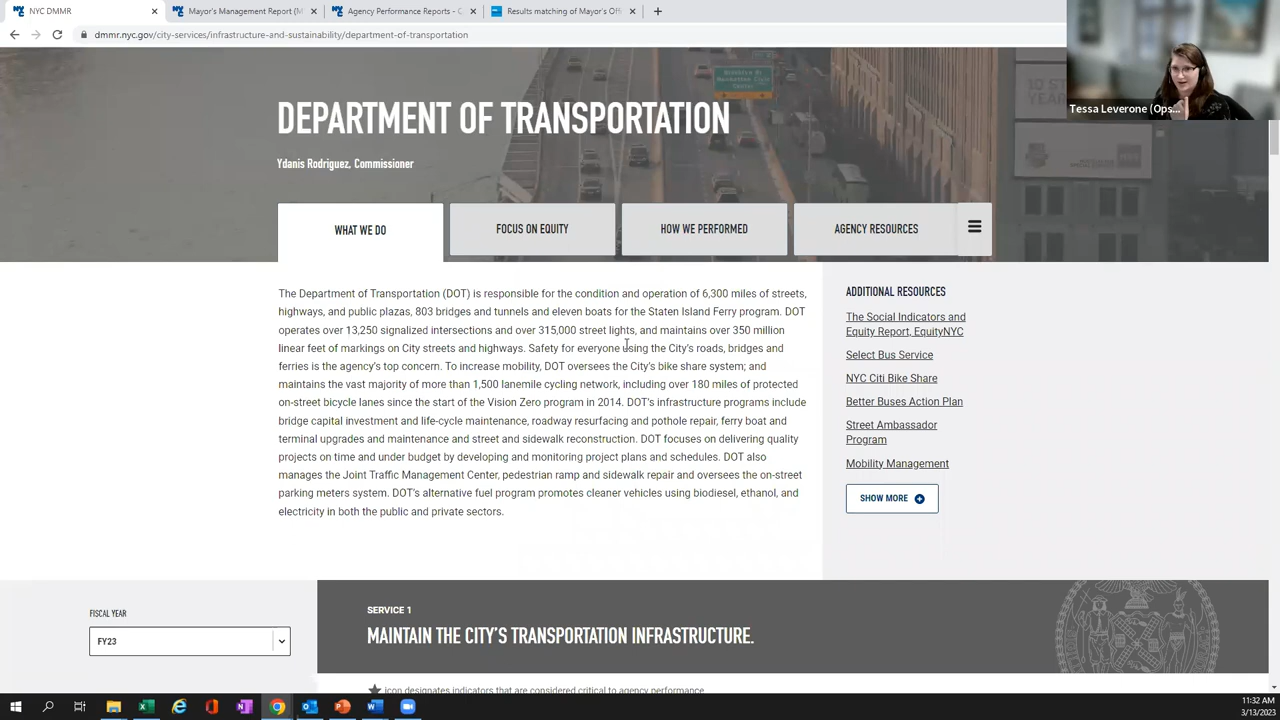 NYC DMMR
Mayor's Management Report (M
Agency Performance Reports - C
Results matching of Mayor's Off
dmmr.nyc.gov/city-services/infrastructure-and-sustainability/department-of-transportation
Tessa Leverone (Ops...
DEPARTMENT OF TRANSPORTATION
Ydanis Rodriguez, Commissioner
WHAT WE DO
FOCUS ON EQUITY
HOW WE PERFORMED
AGENCY RESOURCES
The Department of Transportation (DOT) is responsible for the condition and operation of 6,300 miles of streets,
highways, and public plazas, 803 bridges and tunnels and eleven boats for the Staten Island Ferry program. DOT
operates over 13,250 signalized intersections and over 315,000 street lights, and maintains over 350 million
linear feet of markings on City streets and highways. Safety for everyone using the City's roads, bridges and
ferries is the agency's top concern. To increase mobility, DOT oversees the City's bike share system; and
maintains the vast majority of more than 1,500 lanemile cycling network, including over 180 miles of protected
on-street bicycle lanes since the start of the Vision Zero program in 2014. DOT's infrastructure programs include
bridge capital investment and life-cycle maintenance, roadway resurfacing and pothole repair, ferry boat and
terminal upgrades and maintenance and street and sidewalk reconstruction. DOT focuses on delivering quality
projects on time and under budget by developing and monitoring project plans and schedules. DOT also
manages the Joint Traffic Management Center, pedestrian ramp and sidewalk repair and oversees the on-street
parking meters system. DOT's alternative fuel program promotes cleaner vehicles using biodiesel, ethanol, and
electricity in both the public and private sectors.
ADDITIONAL RESOURCES
The Social Indicators and
Equity Report, EquityNYC
Select Bus Service
NYC Citi Bike Share
Better Buses Action Plan
Street Ambassador
Program
Mobility Management
SHOW MORE
FISCAL YEAR
FY23
SERVICE 1
MAINTAIN THE CITY'S TRANSPORTATION INFRASTRUCTURE.
icon designates indicators that are considered critical to agency performance
11:32 AM
3/13/2023